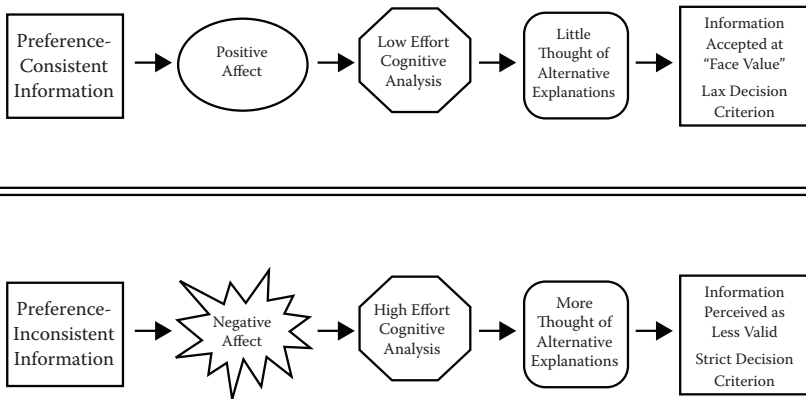 Preference-
Consistent
Information
Positive
Affect
Low Effort
Cognitive
Analysis
Little
Thought of
Alternative
Explanations
Information
Accepted at
“Face Value”
Lax Decision
Criterion
Preference-
Inconsistent
Information
Negative
Affect
High Effort
Cognitive
Analysis
More
Thought of
Alternative
Explanations
Information
Perceived as
Less Valid
Strict Decision
Criterion